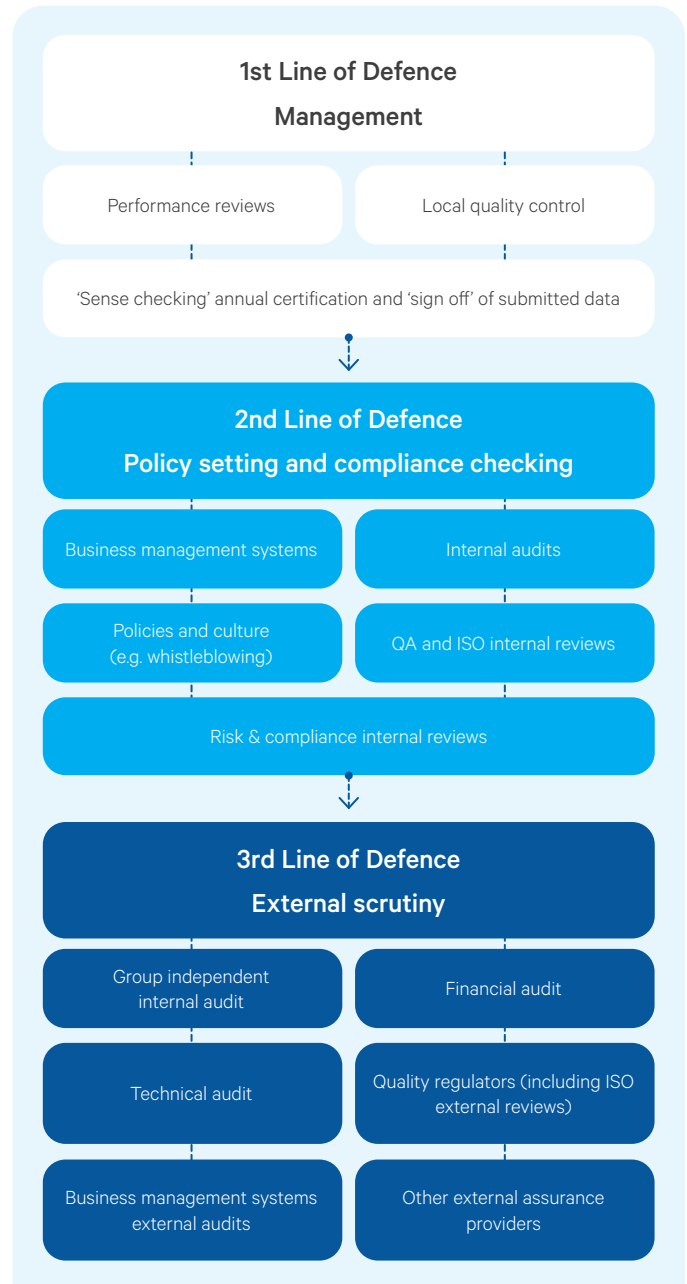 1st Line of Defence
Management
Performance reviews
Local quality control
‘Sense checking’ annual certification and ‘sign off’ of submitted data
2nd Line of Defence
Policy setting and compliance checking
Business management systems
Internal audits
Policies and culture
(e.g. whistleblowing)
QA and ISO internal reviews
Risk & compliance internal reviews
3rd Line of Defence
External scrutiny
Group independent
internal audit
Financial audit
Technical audit
Quality regulators (including ISO
external reviews)
Business management systems
external audits
Other external assurance
providers